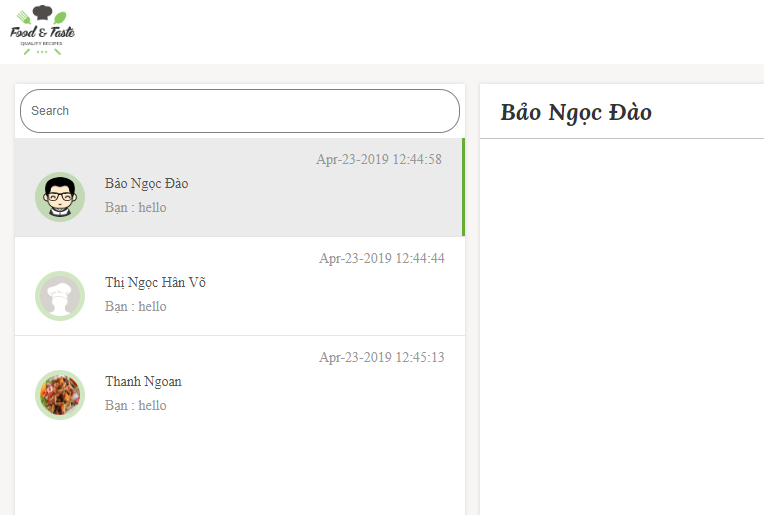 Food & Taste
QUALITY RECIPES
Search
Bảo Ngọc Đào
Apr-23-2019 12:44:58
Bảo Ngọc Đào
Bạn : hello
Apr-23-2019 12:44:44
Thị Ngọc Hân Võ
Bạn : hello
Apr-23-2019 12:45:13
Thanh Ngoan
Bạn : hello